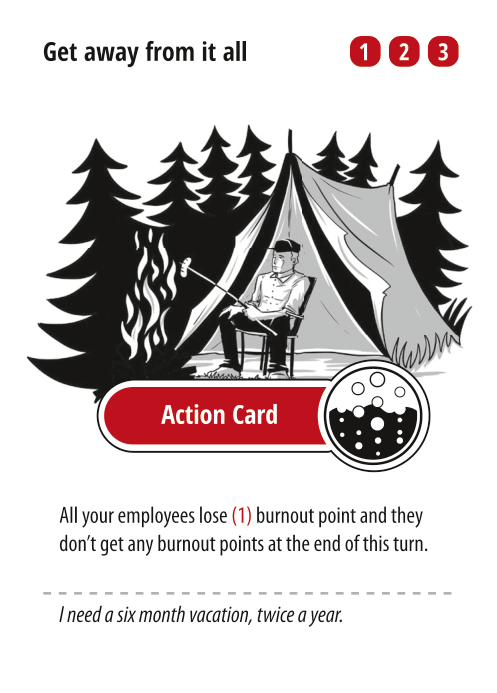 Get away from it all
1 2 3
Action Card
All your employees lose (1) burnout point and they
don't get any burnout points at the end of this turn.
I need a six month vacation, twice a year.